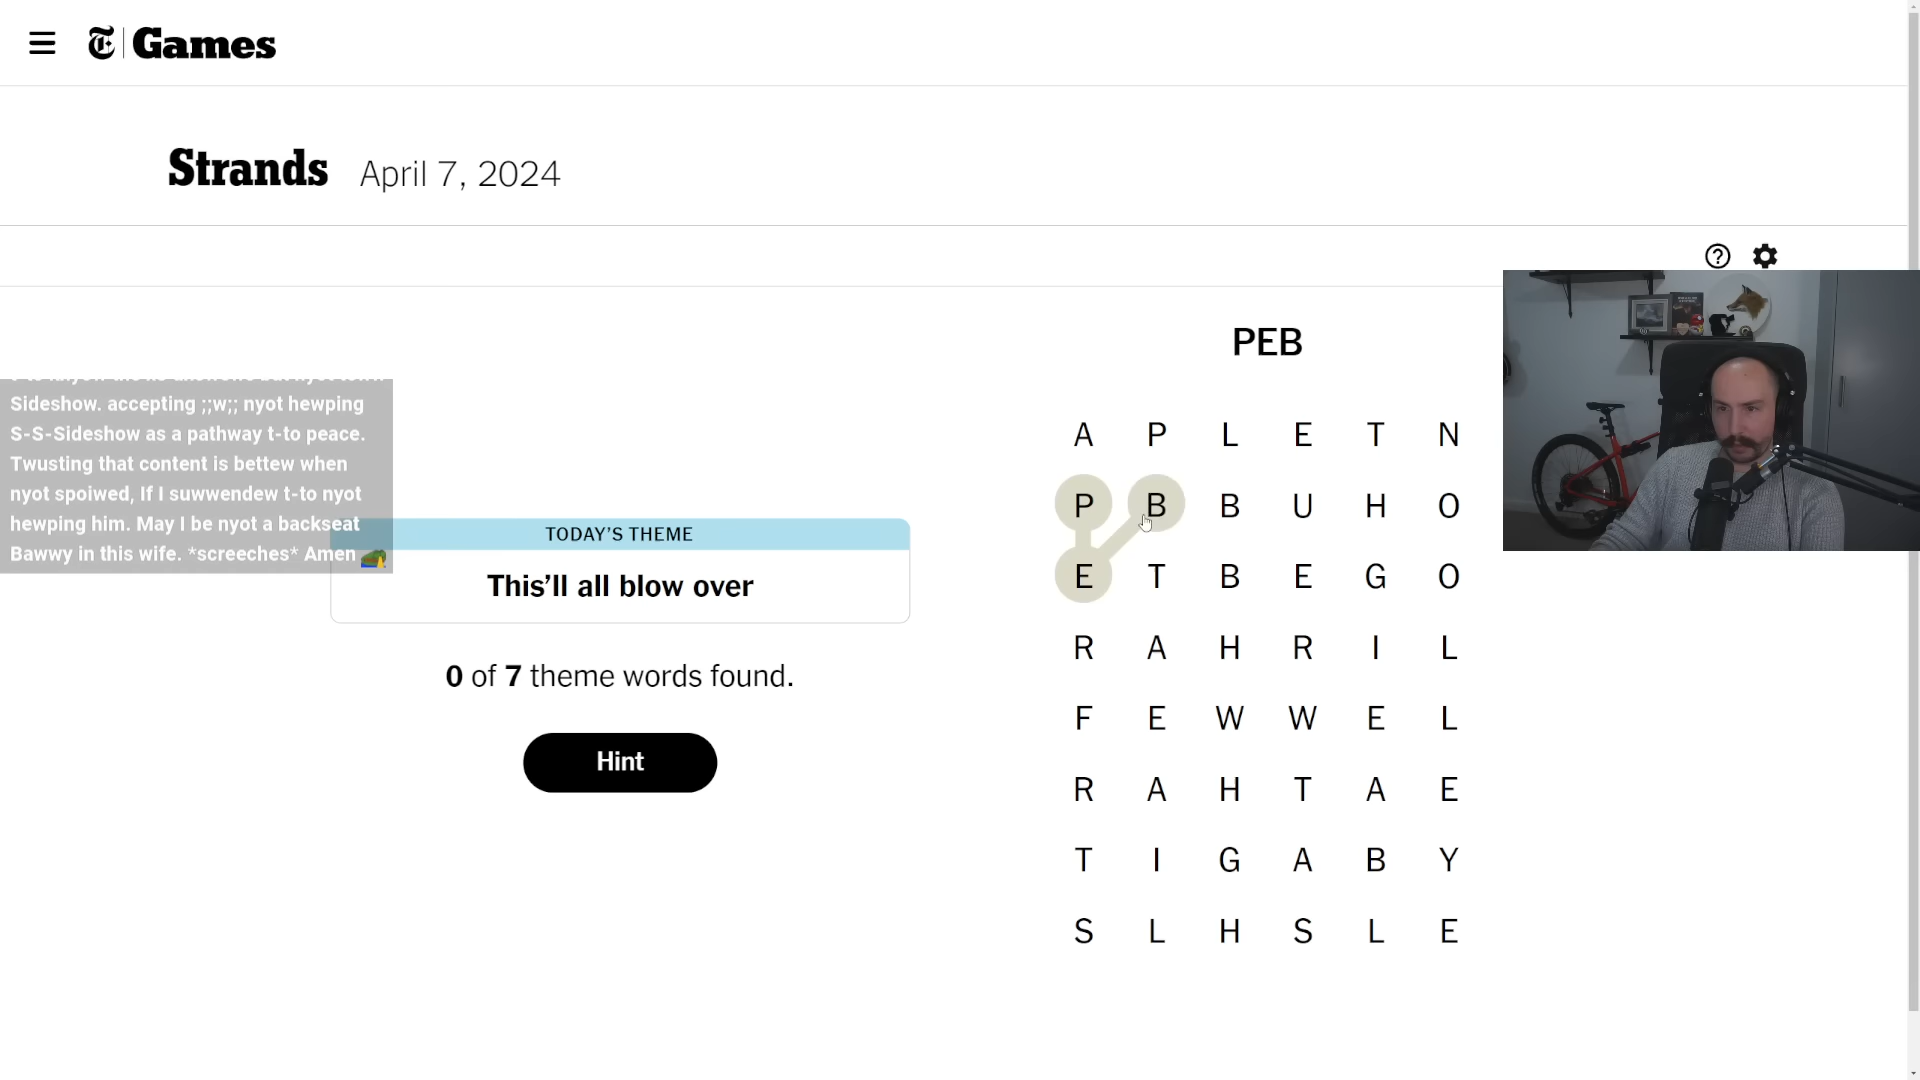 Games
Strands April 7, 2024
PEB
Sideshow. accepting ;;w;; nyot hewping
S-S-Sideshow as a pathway t-to peace.
Twusting that content is bettew when
nyot spoiwed, If I suwwendew t-to nyot
hewping him. May I be nyot a backseat
Bawwy in this wife. *screeches* Amen
TODAY'S THEME
This'll all blow over
0 of 7 theme words found.
Hint
A P L E T N
P B B U H O
E T B E G O
R A H R I L
F E W W E L
R A H T A E
T I G A B Y
S L H S L E